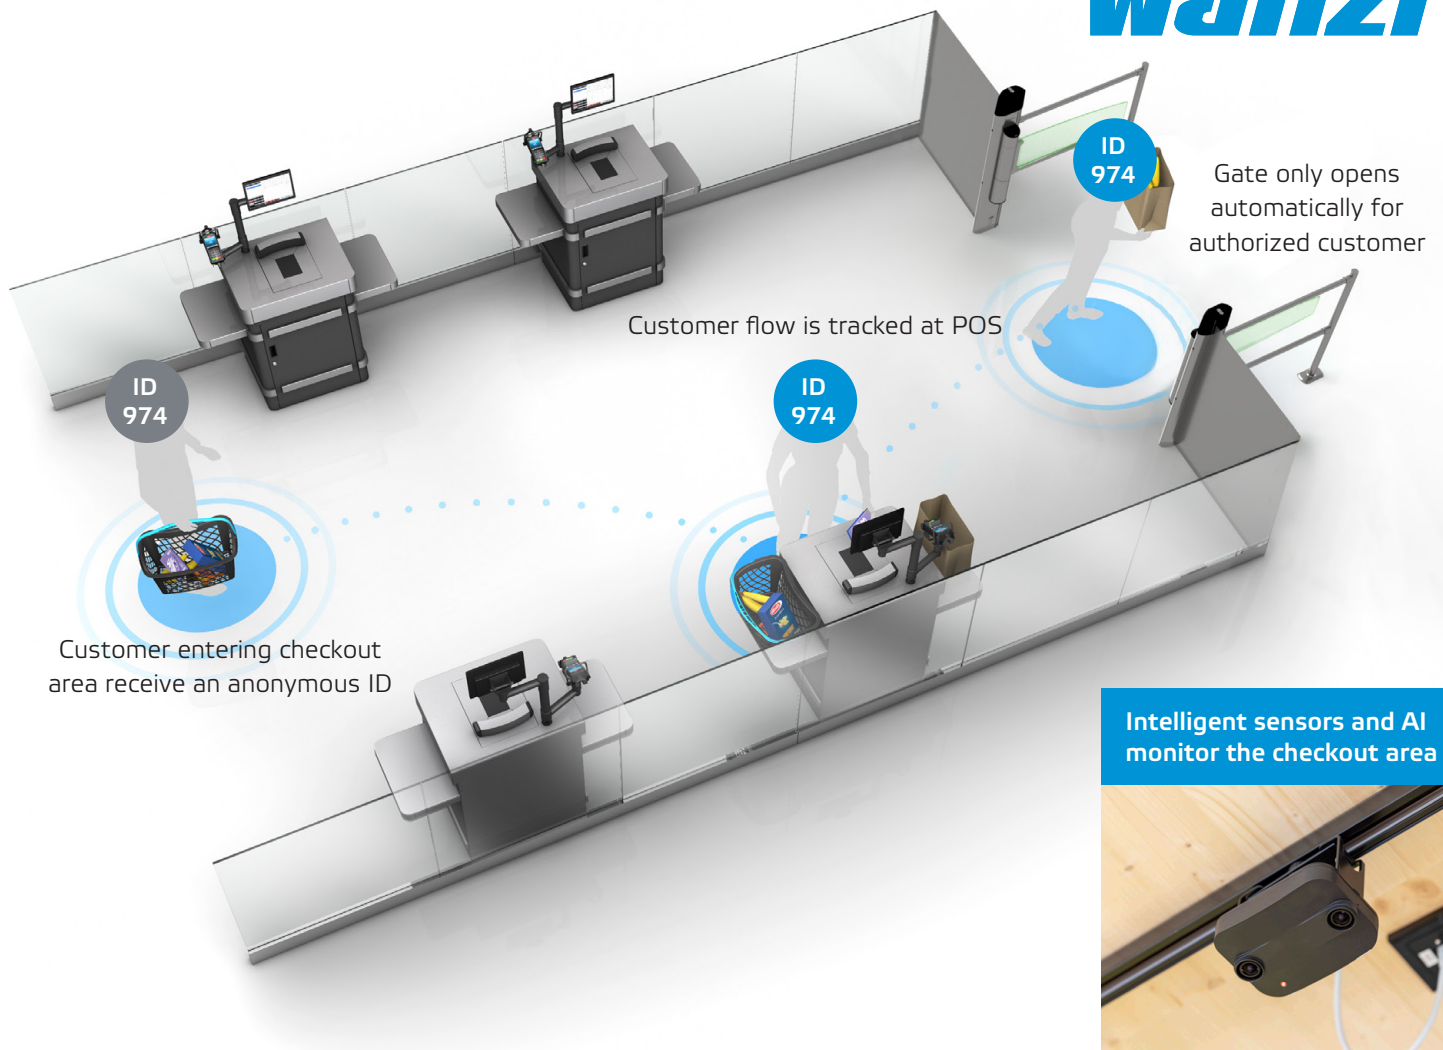 wanzl
ID
974
Gate only opens
automatically for
authorized customer
Customer flow is tracked at POS
ID
974
ID
974
Customer entering checkout
area receive an anonymous ID
Intelligent sensors and AI
monitor the checkout area